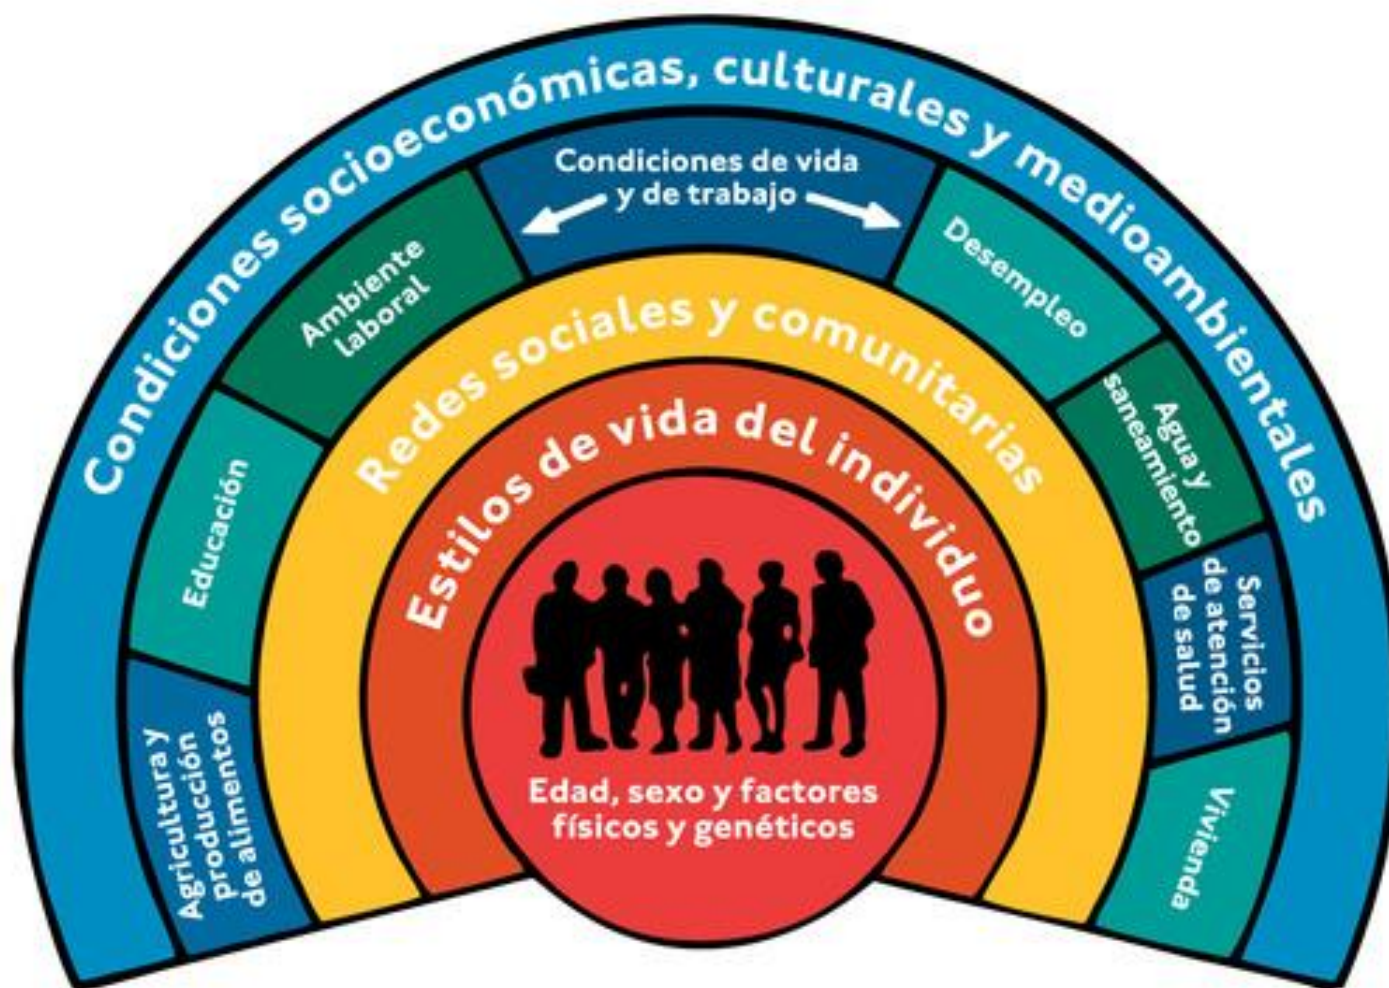 Condiciones socioeconómicas, culturales y medioambientales
Condiciones de vida
y de trabajo
Agricultura y
producción
de alimentos
Educación
Ambiente
laboral
Desempleo
Agua y
saneamiento
Servicios
de atención
de salud
Vivienda
Redes sociales y comunitarias
Estilos de vida del individuo
Edad, sexo y factores
físicos y genéticos